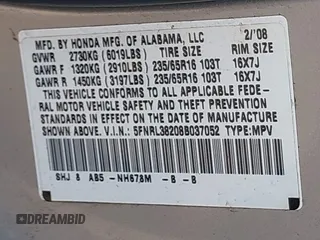 MFD. BY HONDA MFG. OF ALABAMA, LLC 2/'08
GVWR 2730KG (6019LBS) TIRE SIZE RIM SIZE
GAWR F 1320KG (2910LBS) 235/65R16 103T 16X7J
GAWR R 1450KG (3197LBS) 235/65R16 103T 16X7J
THIS VEHICLE CONFORMS TO ALL APPLICABLE FEDE-
RAL MOTOR VEHICLE SAFETY AND THEFT PREVENTION
STANDARDS IN EFFECT ON THE DATE OF MANUFACTURE
SHOWN ABOVE. V.I.N: 5FNRL38208B037052 TYPE:MPV
SHJ 8 AB5 -NH678M -B -B
DREAMBID